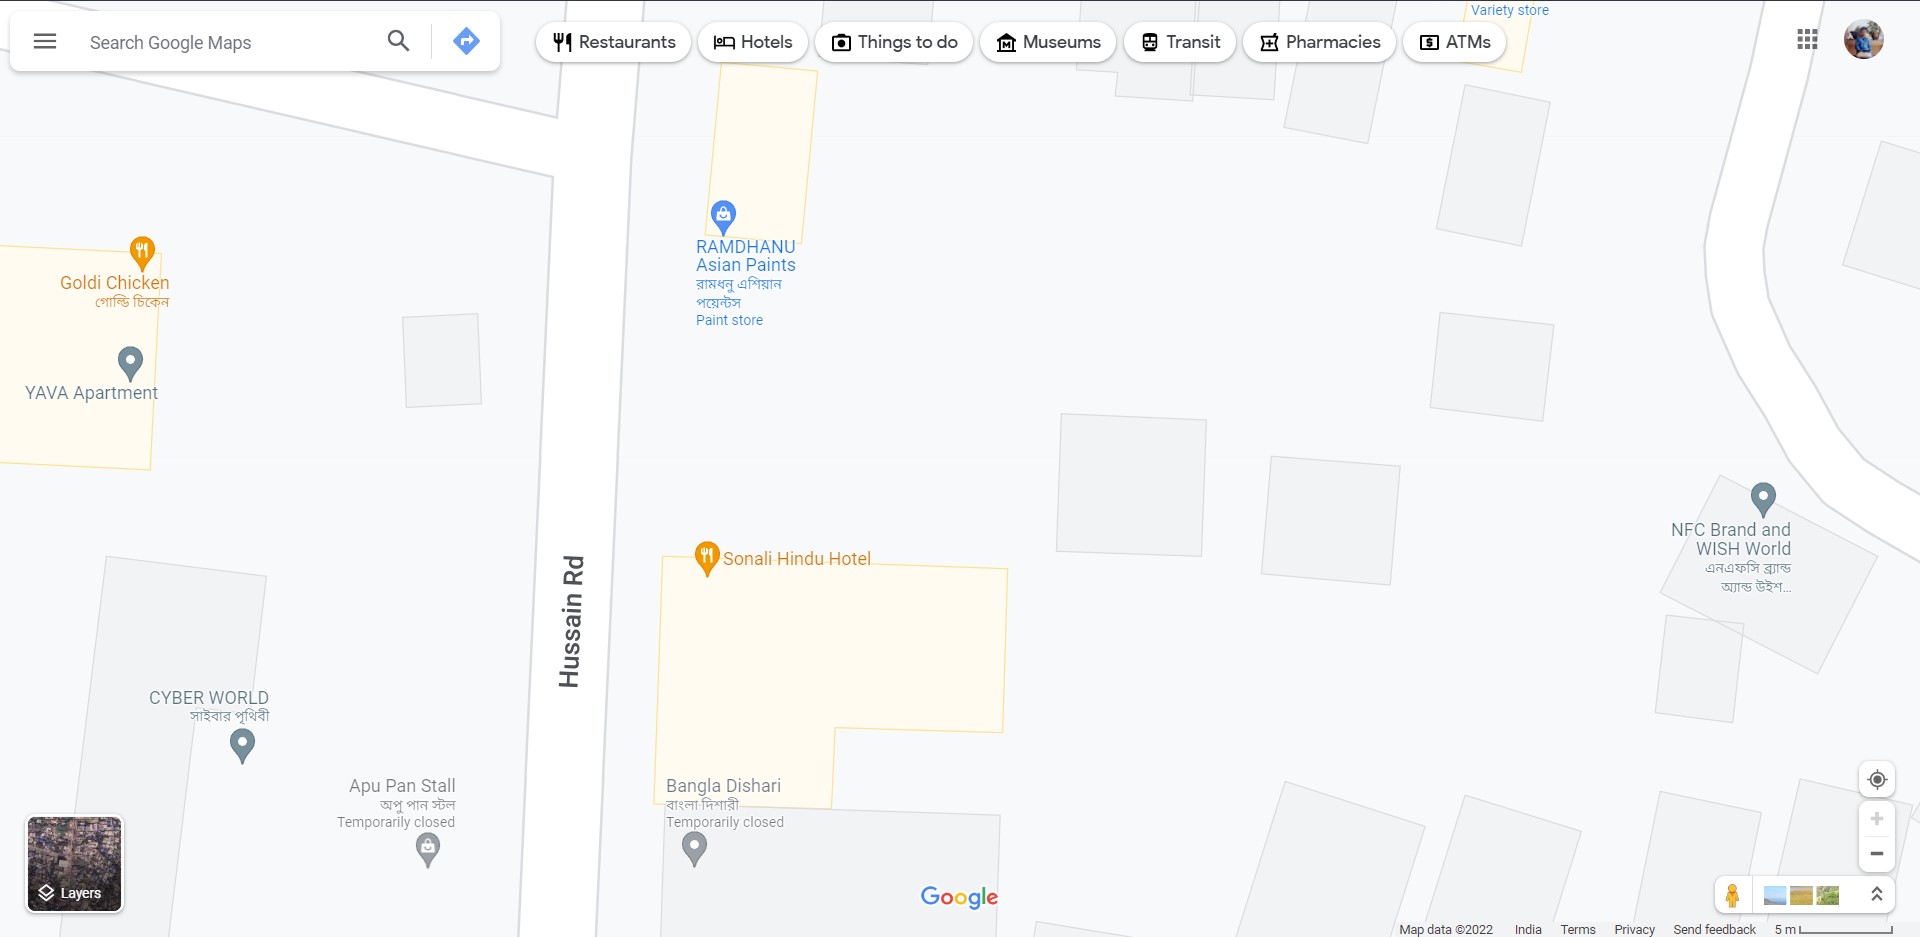 Variety store
Search Google Maps
Restaurants
Hotels
Things to do
Museums
Transit
Pharmacies
ATMs
RAMDHANU
Asian Paints
রামধনু এশিয়ান
পয়েন্টস
Paint store
Goldi Chicken
গোল্ডি চিকেন
YAVA Apartment
NFC Brand and
WISH World
এনএফসি ব্র্যান্ড
অ্যান্ড উইশ...
Sonali Hindu Hotel
Hussain Rd
CYBER WORLD
সাইবার পৃথিবী
Apu Pan Stall
অপু পান স্টল
Temporarily closed
Bangla Dishari
বাংলা দিশারী
Temporarily closed
Layers
Google
Map data ©2022 India Terms Privacy Send feedback 5 m